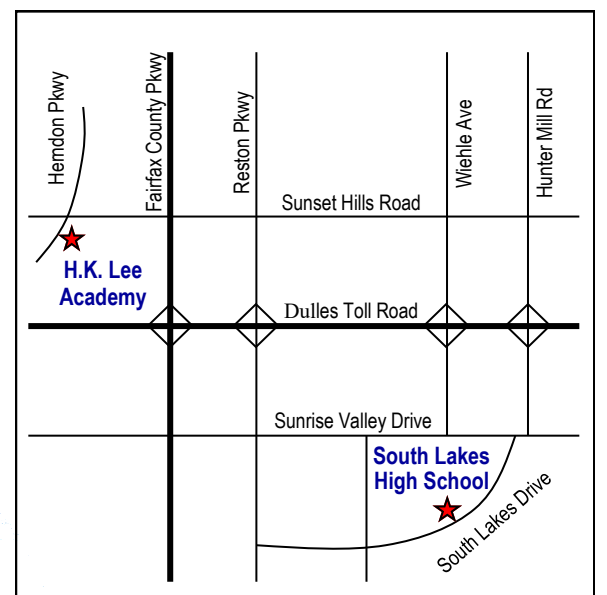 Herndon Pkwy
Fairfax County Pkwy
Reston Pkwy
Wiehle Ave
Hunter Mill Rd
Sunset Hills Road
H.K. Lee
Academy
Dulles Toll Road
Sunrise Valley Drive
South Lakes
High School
South Lakes Drive